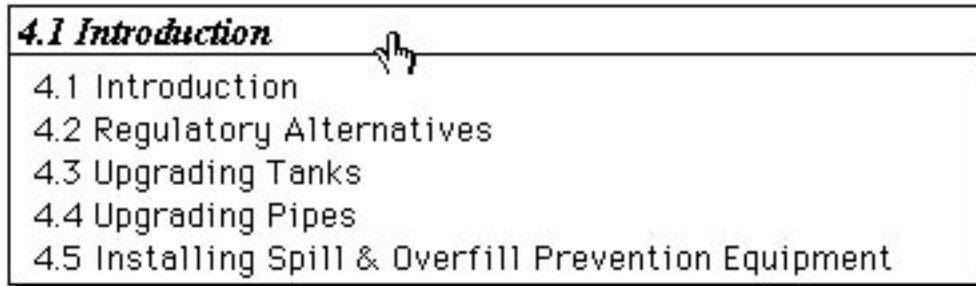 4.1 Introduction
4.1 Introduction
4.2 Regulatory Alternatives
4.3 Upgrading Tanks
4.4 Upgrading Pipes
4.5 Installing Spill & Overfill Prevention Equipment